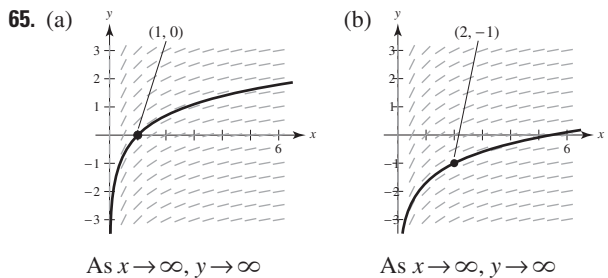 65. (a)
y
(1, 0)
3
2
1
−1
−2
−3
x
6
As x → ∞, y → ∞
(b)
y
(2, −1)
3
2
1
−1
−2
−3
x
6
As x → ∞, y → ∞